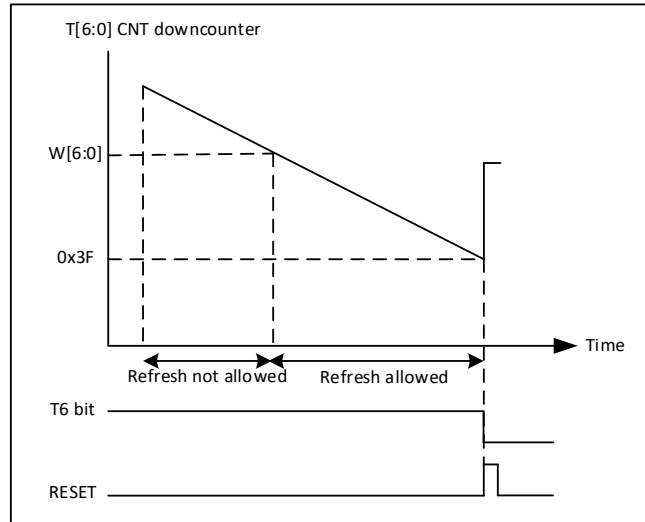 T[6:0] CNT downcounter
W[6:0]
0x3F
Time
Refresh not allowed
Refresh allowed
T6 bit
RESET